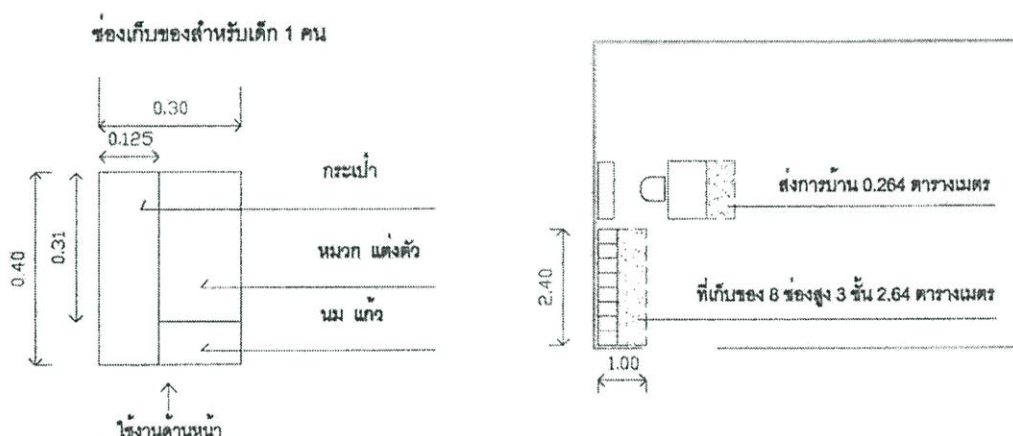 ช่องเก็บของสำหรับเด็ก 1 คน
0.30
0.125
0.40
0.31
กระเป๋า
หมวก แต่งตัว
นม แก้ว
ใช้งานด้านหน้า
ส่งการบ้าน 0.264 ตารางเมตร
2.40
ที่เก็บของ 8 ช่องสูง 3 ชั้น 2.64 ตารางเมตร
1.00